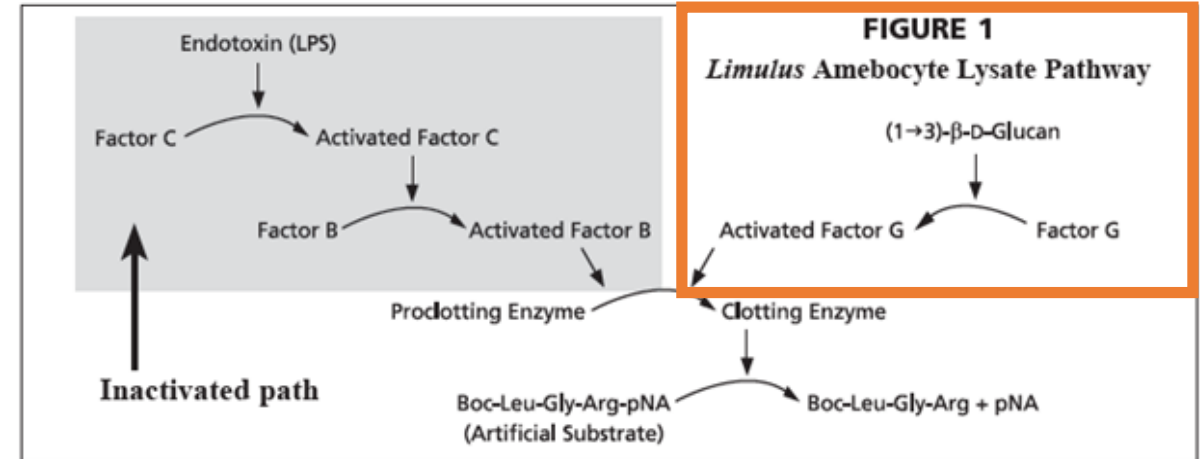 FIGURE 1
Limulus Amebocyte Lysate Pathway
Endotoxin (LPS)
Factor C
Activated Factor C
(1→3)-β-D-Glucan
Factor B
Activated Factor B
Activated Factor G
Factor G
Proclotting Enzyme
Clotting Enzyme
Inactivated path
Boc-Leu-Gly-Arg-pNA
(Artificial Substrate)
Boc-Leu-Gly-Arg + pNA